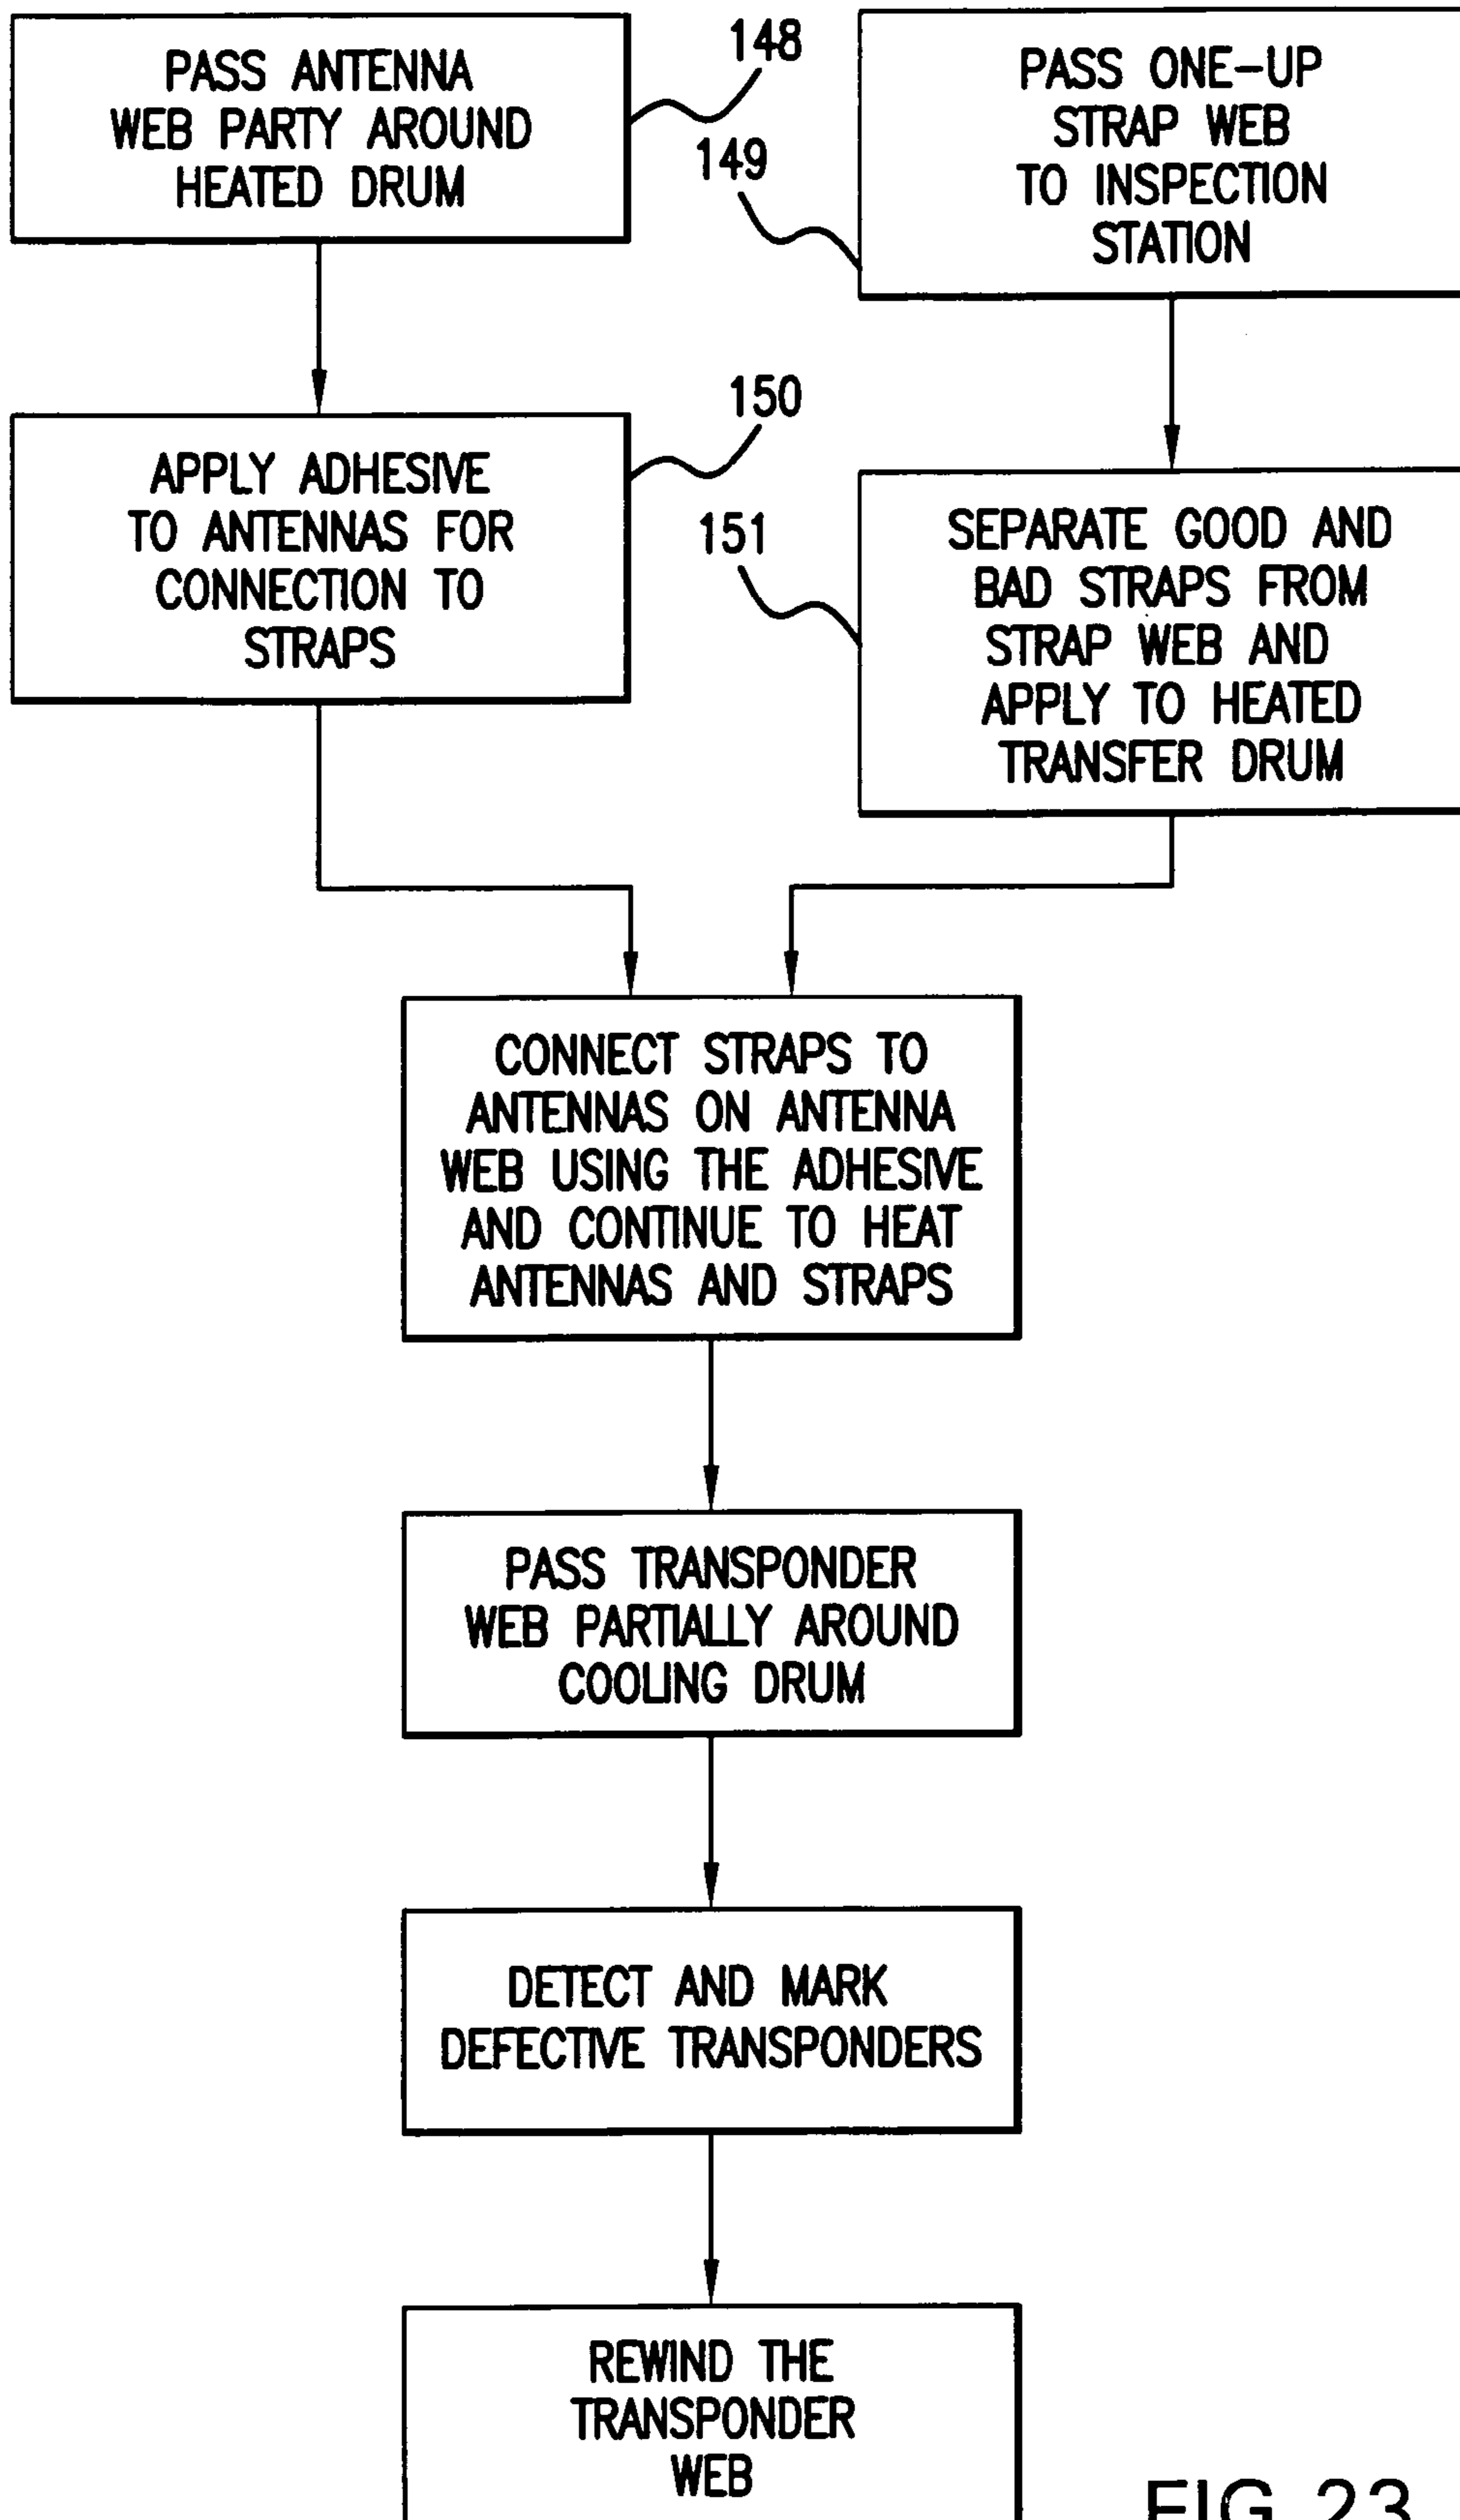 PASS ANTENNA
WEB PARTY AROUND
HEATED DRUM
148
149
PASS ONE-UP
STRAP WEB
TO INSPECTION
STATION
APPLY ADHESIVE
TO ANTENNAS FOR
CONNECTION TO
STRAPS
150
151
SEPARATE GOOD AND
BAD STRAPS FROM
STRAP WEB AND
APPLY TO HEATED
TRANSFER DRUM
CONNECT STRAPS TO
ANTENNAS ON ANTENNA
WEB USING THE ADHESIVE
AND CONTINUE TO HEAT
ANTENNAS AND STRAPS
PASS TRANSPONDER
WEB PARTIALLY AROUND
COOLING DRUM
DETECT AND MARK
DEFECTIVE TRANSPONDERS
REWIND THE
TRANSPONDER
WEB
FIG 23